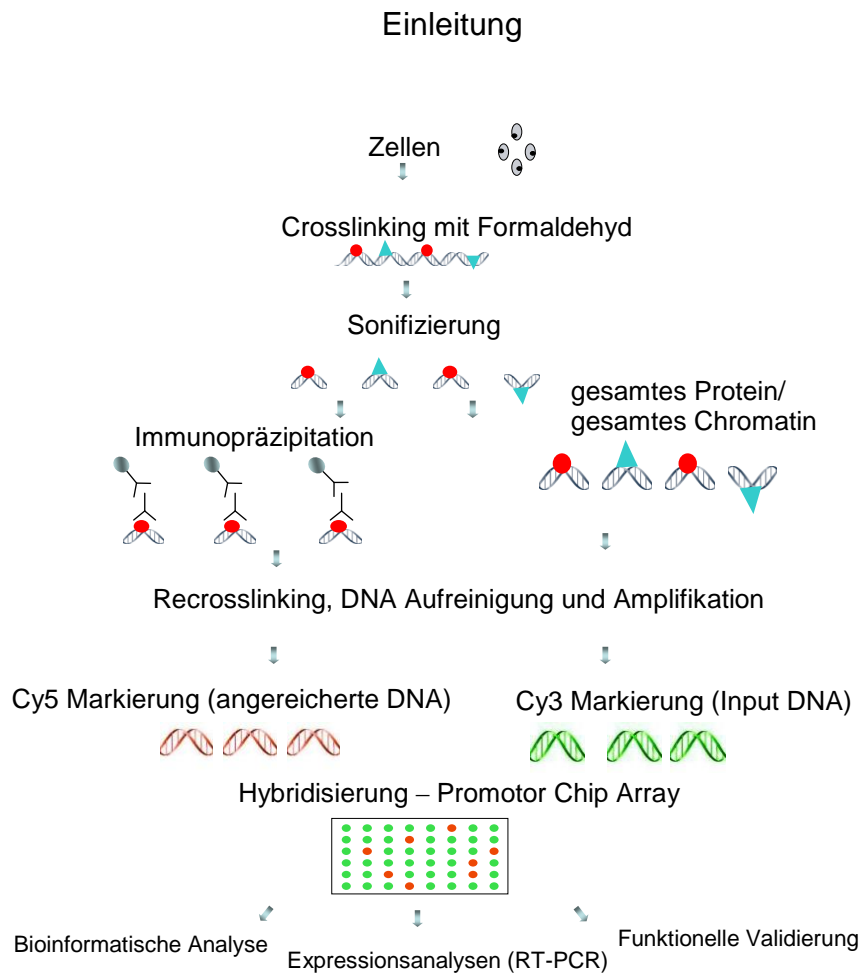 Einleitung
Zellen
Crosslinking mit Formaldehyd
Sonifizierung
gesamtes Protein/
gesamtes Chromatin
Immunopräzipitation
Recrosslinking, DNA Aufreinigung und Amplifikation
Cy5 Markierung (angereicherte DNA)
Cy3 Markierung (Input DNA)
Hybridisierung – Promotor Chip Array
Bioinformatische Analyse
Expressionsanalysen (RT-PCR)
Funktionelle Validierung